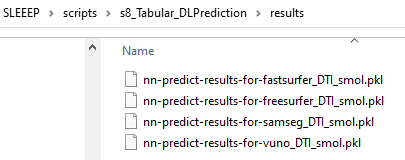 SLEEEP > scripts > s8_Tabular_DLPrediction > results
Name
nn-predict-results-for-fastsurfer_DTI_smol.pkl
nn-predict-results-for-freesurfer_DTI_smol.pkl
nn-predict-results-for-samseg_DTI_smol.pkl
nn-predict-results-for-vuno_DTI_smol.pkl